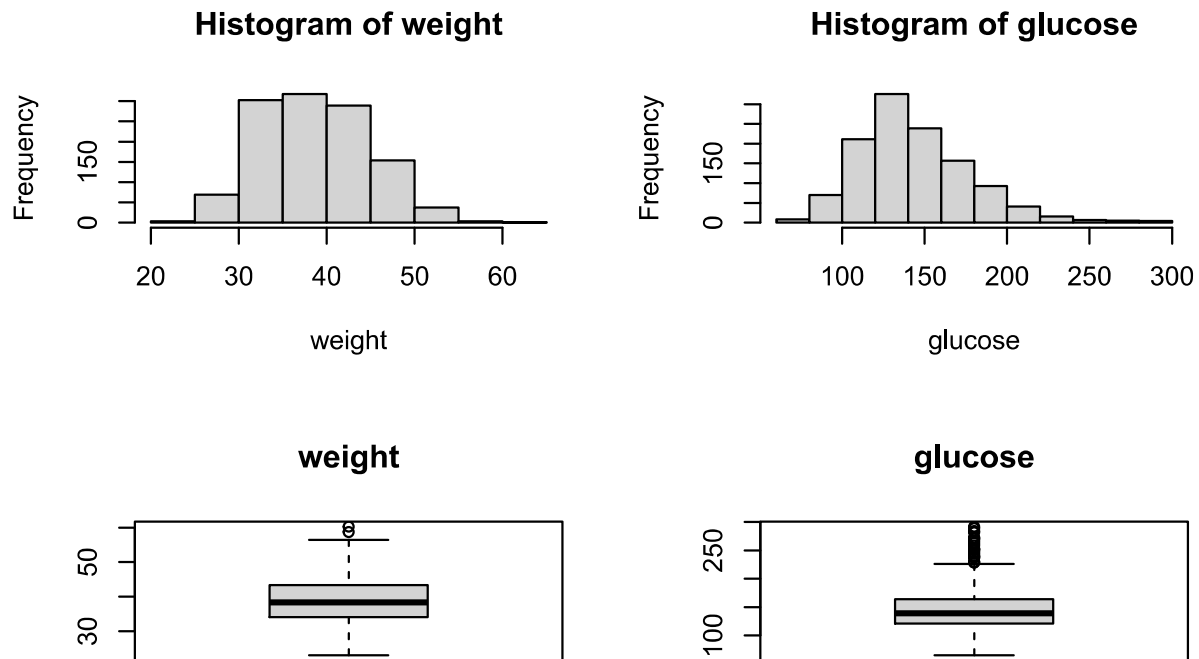 Histogram of weight
Frequency
0 150
20 30 40 50 60
weight
Histogram of glucose
Frequency
0 150
100 150 200 250 300
glucose
weight
30 50
glucose
100 250